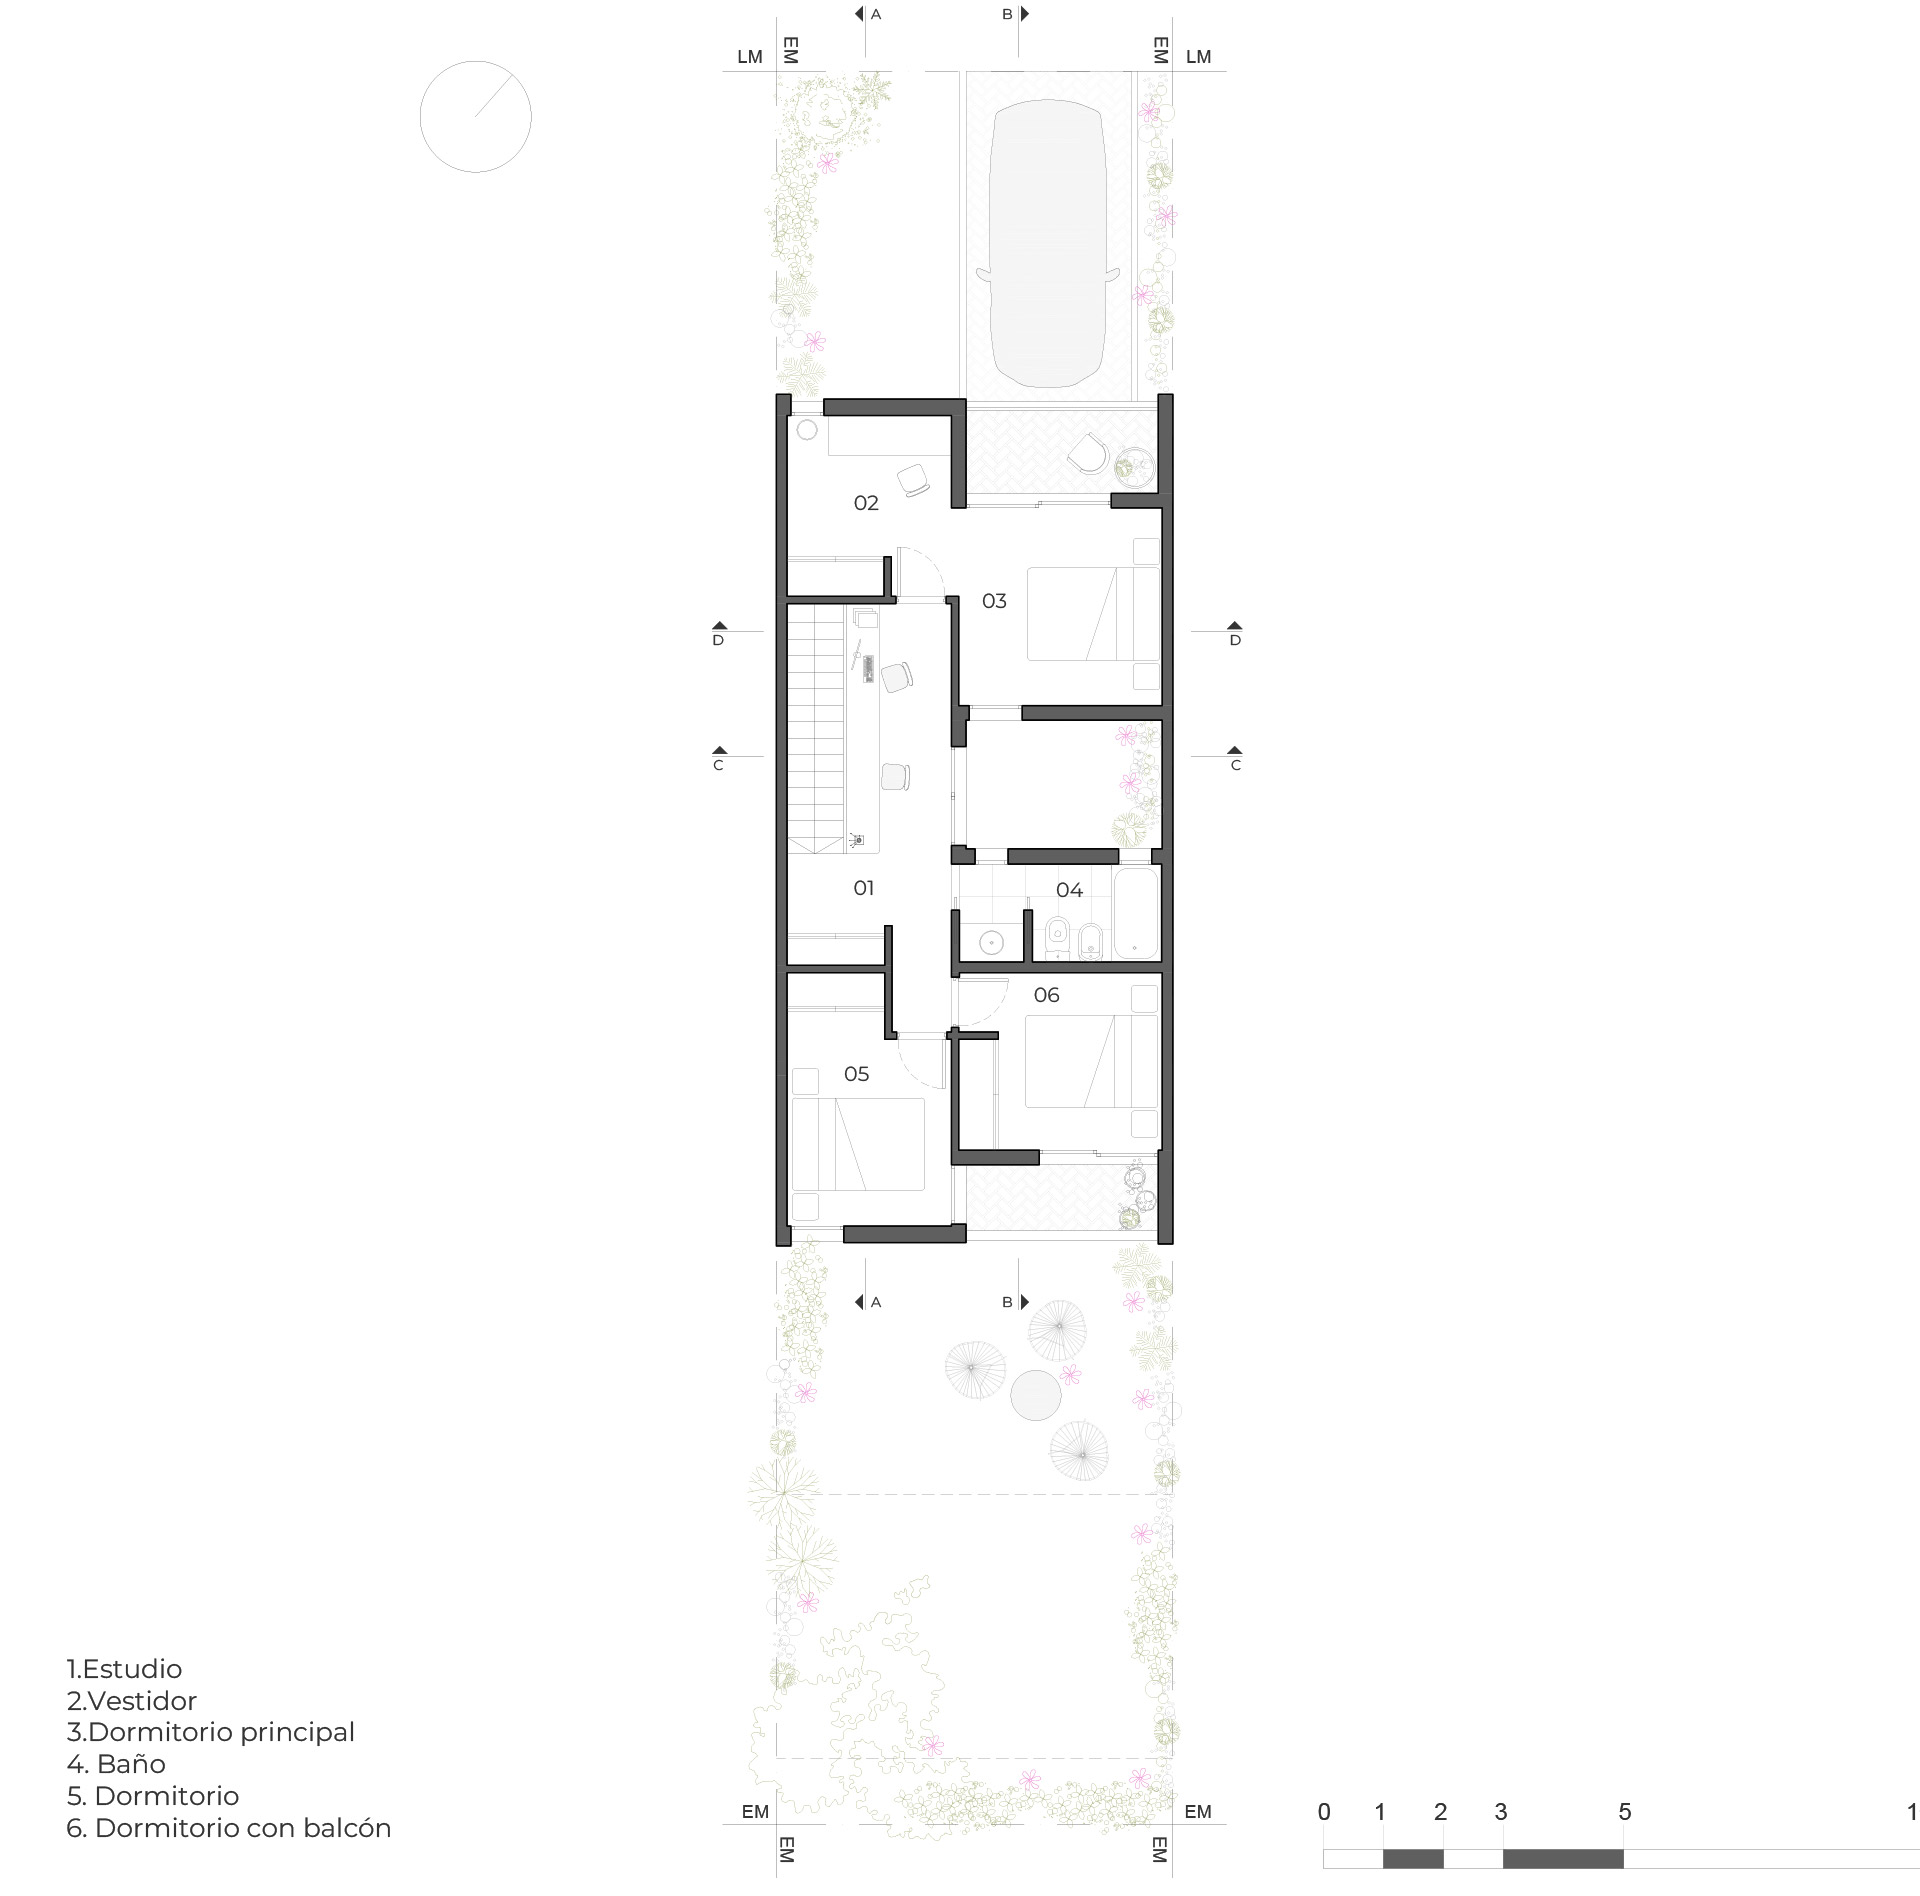 A B
LM EM EM LM
02
03
D D
C C
01
04
06
05
A B
1.Estudio
2.Vestidor
3.Dormitorio principal
4. Baño
5. Dormitorio
6. Dormitorio con balcón
EM EM
EM EM
0 1 2 3 5 1